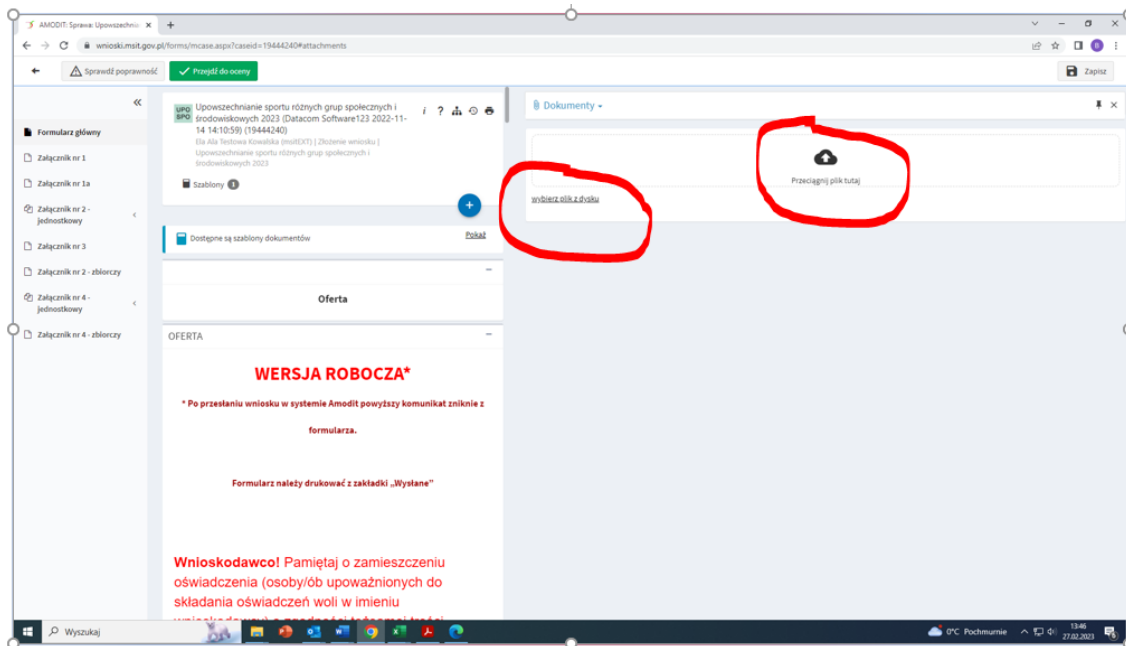 AMODIT: Sprawa: Upowszechnia
wnioski.msit.gov.pl/forms/mcase.aspx?caseid=19444240#attachments
Sprawdź poprawność
Przejdź do oceny
Zapisz
Formularz główny
Załącznik nr 1
Załącznik nr 1a
Załącznik nr 2 -
jednostkowy
Załącznik nr 3
Załącznik nr 2 - zbiorczy
Załącznik nr 4 -
jednostkowy
Załącznik nr 4 - zbiorczy
UPO
SPO
Upowszechnianie sportu różnych grup społecznych i
środowiskowych 2023 (Datacom Software123 2022-11-
14 14:10:59) (19444240)
Ela Ala Testowa Kowalska (msitEXT) | Złożenie wniosku |
Upowszechnianie sportu różnych grup społecznych i
środowiskowych 2023
Szablony 1
Dostępne są szablony dokumentów
Pokaż
Oferta
OFERTA
WERSJA ROBOCZA*
* Po przesłaniu wniosku w systemie Amodit powyższy komunikat zniknie z
formularza.
Formularz należy drukować z zakładki „Wysłane”
Wnioskodawco! Pamiętaj o zamieszczeniu
oświadczenia (osoby/ób upoważnionych do
składania oświadczeń woli w imieniu
Dokumenty
Przeciągnij plik tutaj
wybierz plik z dysku
Wyszukaj
0°C Pochmurnie
13:46
27.02.2023